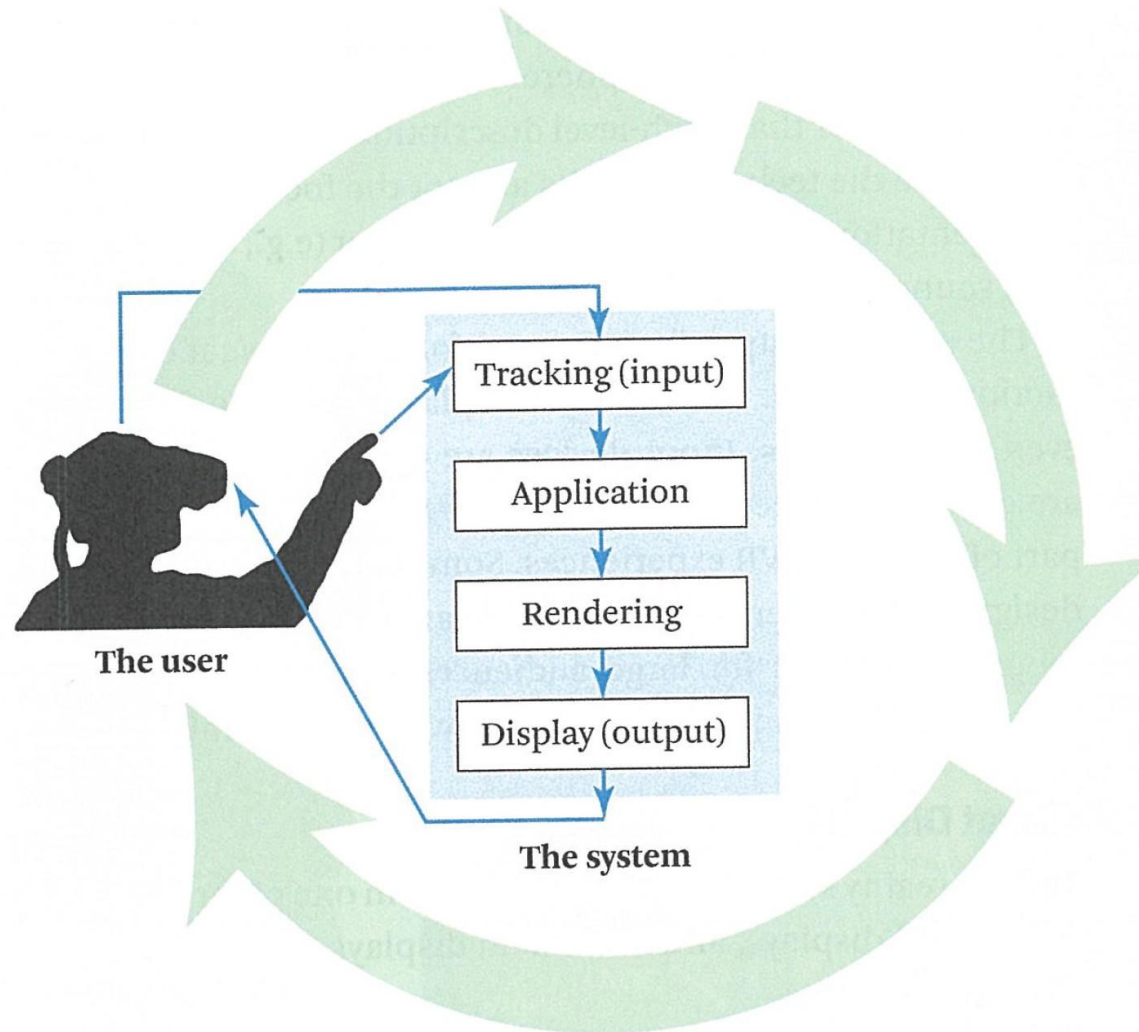 Tracking (input)
Application
Rendering
Display (output)
The user
The system